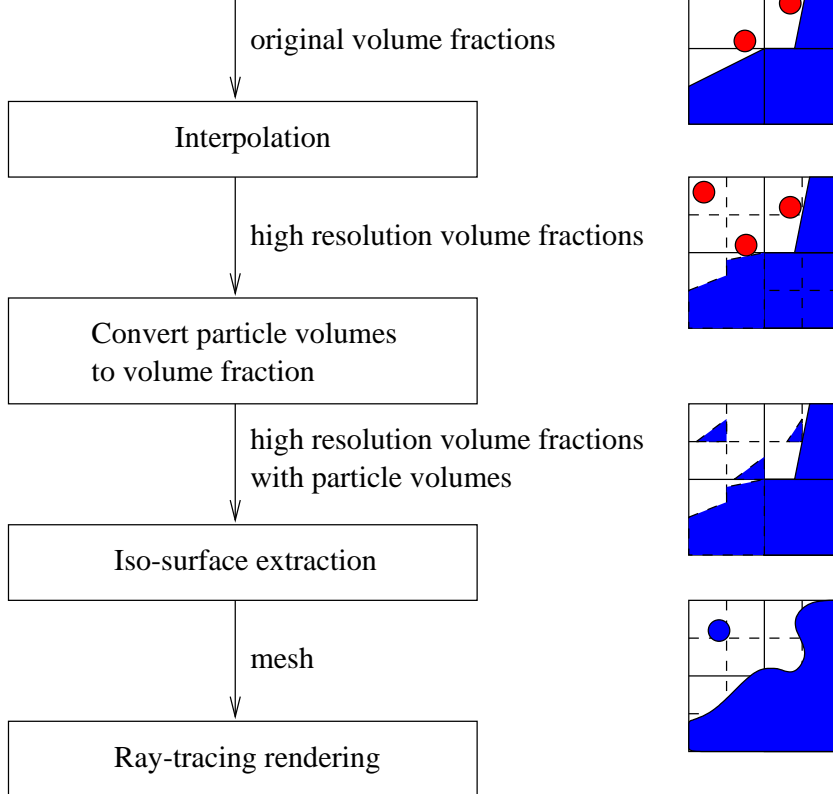 original volume fractions
Interpolation
high resolution volume fractions
Convert particle volumes
to volume fraction
high resolution volume fractions
with particle volumes
Iso-surface extraction
mesh
Ray-tracing rendering